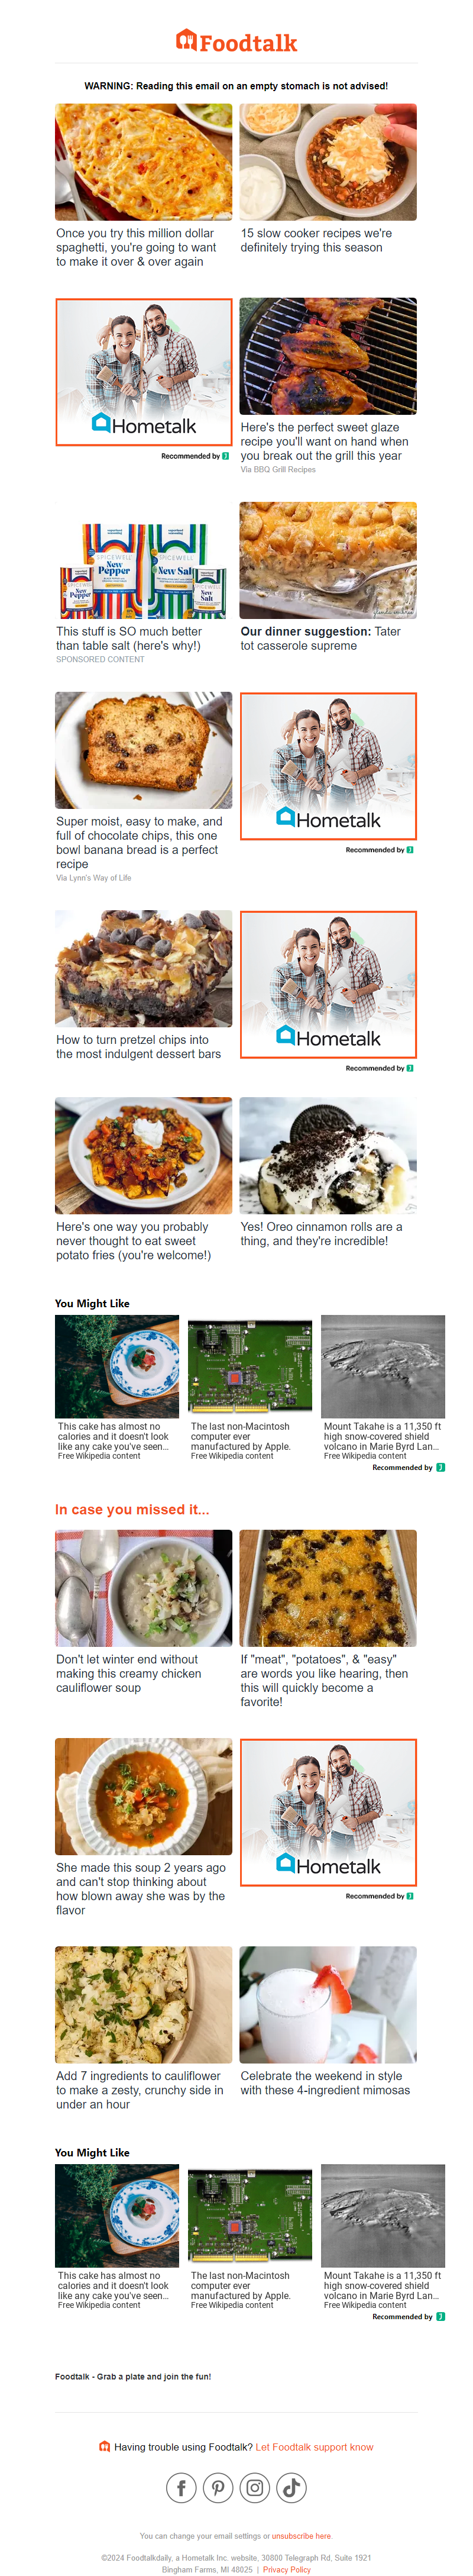 Foodtalk
WARNING: Reading this email on an empty stomach is not advised!
Once you try this million dollar
spaghetti, you're going to want
to make it over & over again
15 slow cooker recipes we're
definitely trying this season
Hometalk
Recommended by
Here's the perfect sweet glaze
recipe you'll want on hand when
you break out the grill this year
Via BBQ Grill Recipes
SPICEWELL
New
Pepper
SPICEWELL
New Salt
New
Pepper
New
Salt
This stuff is SO much better
than table salt (here's why!)
SPONSORED CONTENT
Our dinner suggestion: Tater
tot casserole supreme
Super moist, easy to make, and
full of chocolate chips, this one
bowl banana bread is a perfect
recipe
Via Lynn's Way of Life
Hometalk
Recommended by
How to turn pretzel chips into
the most indulgent dessert bars
Hometalk
Recommended by
Here's one way you probably
never thought to eat sweet
potato fries (you're welcome!)
Yes! Oreo cinnamon rolls are a
thing, and they're incredible!
You Might Like
This cake has almost no
calories and it doesn't look
like any cake you've seen...
Free Wikipedia content
The last non-Macintosh
computer ever
manufactured by Apple.
Free Wikipedia content
Mount Takahe is a 11,350 ft
high snow-covered shield
volcano in Marie Byrd Lan...
Free Wikipedia content
Recommended by
In case you missed it...
Don't let winter end without
making this creamy chicken
cauliflower soup
If "meat", "potatoes", & "easy"
are words you like hearing, then
this will quickly become a
favorite!
She made this soup 2 years ago
and can't stop thinking about
how blown away she was by the
flavor
Hometalk
Recommended by
Add 7 ingredients to cauliflower
to make a zesty, crunchy side in
under an hour
Celebrate the weekend in style
with these 4-ingredient mimosas
You Might Like
This cake has almost no
calories and it doesn't look
like any cake you've seen...
Free Wikipedia content
The last non-Macintosh
computer ever
manufactured by Apple.
Free Wikipedia content
Mount Takahe is a 11,350 ft
high snow-covered shield
volcano in Marie Byrd Lan...
Free Wikipedia content
Recommended by
Foodtalk - Grab a plate and join the fun!
Having trouble using Foodtalk? Let Foodtalk support know
You can change your email settings or unsubscribe here.
©2024 Foodtalkdaily, a Hometalk Inc. website, 30800 Telegraph Rd, Suite 1921
Bingham Farms, MI 48025 | Privacy Policy